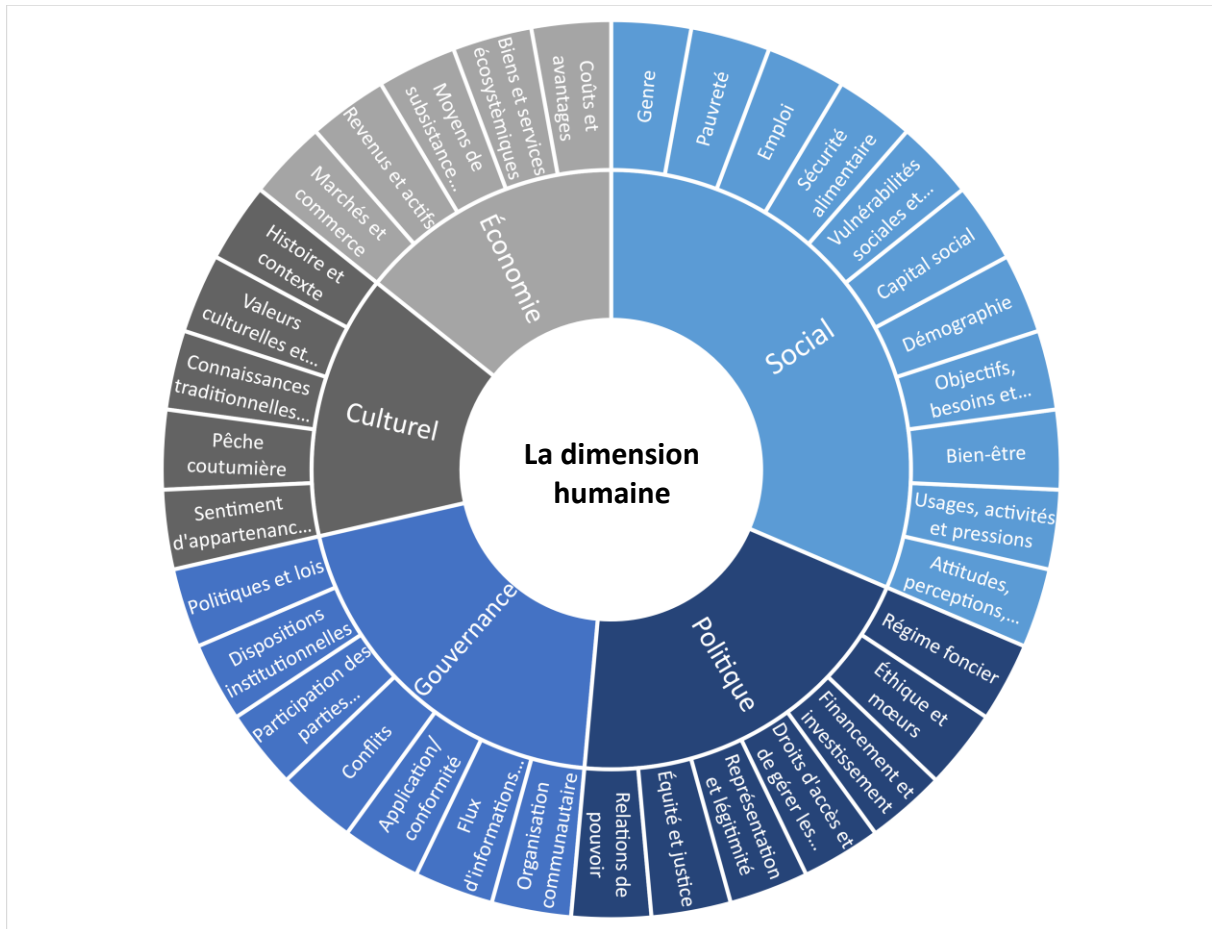 La dimension
humaine
Social
Genre
Pauvreté
Emploi
Sécurité
alimentaire
Vulnérabilités
sociales et...
Capital social
Démographie
Objectifs,
besoins et...
Bien-être
Usages, activités
et pressions
Attitudes,
perceptions,...
Politique
Régime foncier
Éthique et
mœurs
Financement et
investissement
Droits d'accès et
de gérer les...
Représentation
et légitimité
Équité et justice
Relations de
pouvoir
Gouvernance
Organisation
communautaire
Flux
d'informations...
Application/
conformité
Conflits
Participation des
parties...
Dispositions
institutionnelles
Politiques et lois
Culturel
Sentiment
d'appartenanc...
Pêche
coutumière
Connaissances
traditionnelles...
Valeurs
culturelles et...
Histoire et
contexte
Économie
Marchés et
commerce
Revenus et actifs
Moyens de
subsistance...
Biens et services
écosystèmiques
Coûts et
avantages